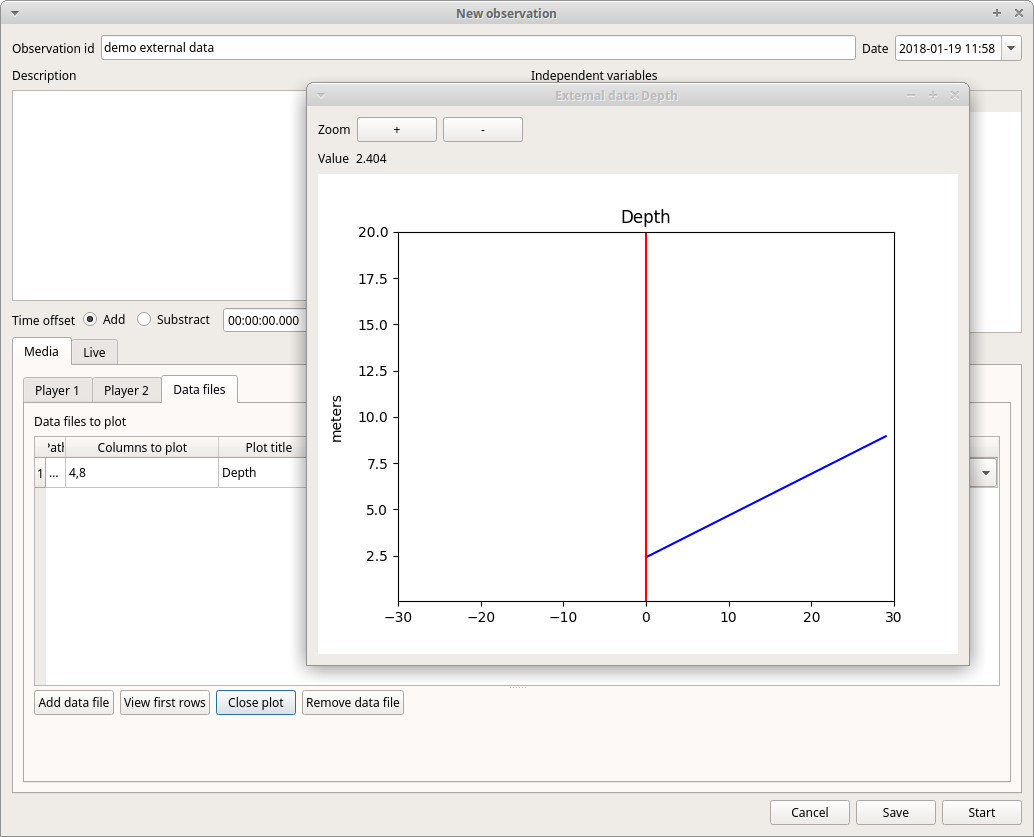 New observation
Observation id demo external data Date 2018-01-19 11:58
Description Independent variables
External data: Depth
Zoom + -
Value 2.404
Depth
20.0
17.5
15.0
12.5
10.0
7.5
5.0
2.5
meters
−30 −20 −10 0 10 20 30
Time offset Add Substract 00:00:00.000
Media Live
Player 1 Player 2 Data files
Data files to plot
Columns to plot Plot title
1 ... 4,8 Depth
Add data file View first rows Close plot Remove data file
Cancel Save Start